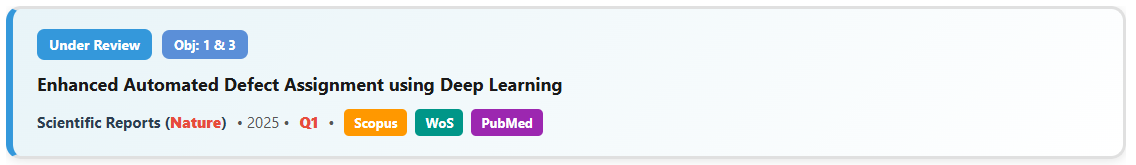 Under Review Obj: 1 & 3
Enhanced Automated Defect Assignment using Deep Learning
Scientific Reports (Nature) • 2025 • Q1 • Scopus WoS PubMed